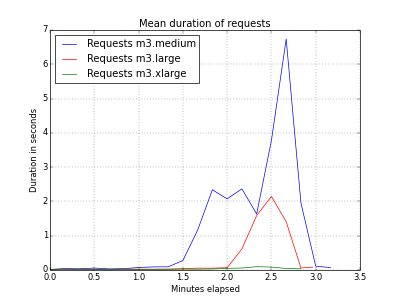 Mean duration of requests
7
6
5
4
3
2
1
0
Duration in seconds
Requests m3.medium
Requests m3.large
Requests m3.xlarge
0.0 0.5 1.0 1.5 2.0 2.5 3.0 3.5
Minutes elapsed